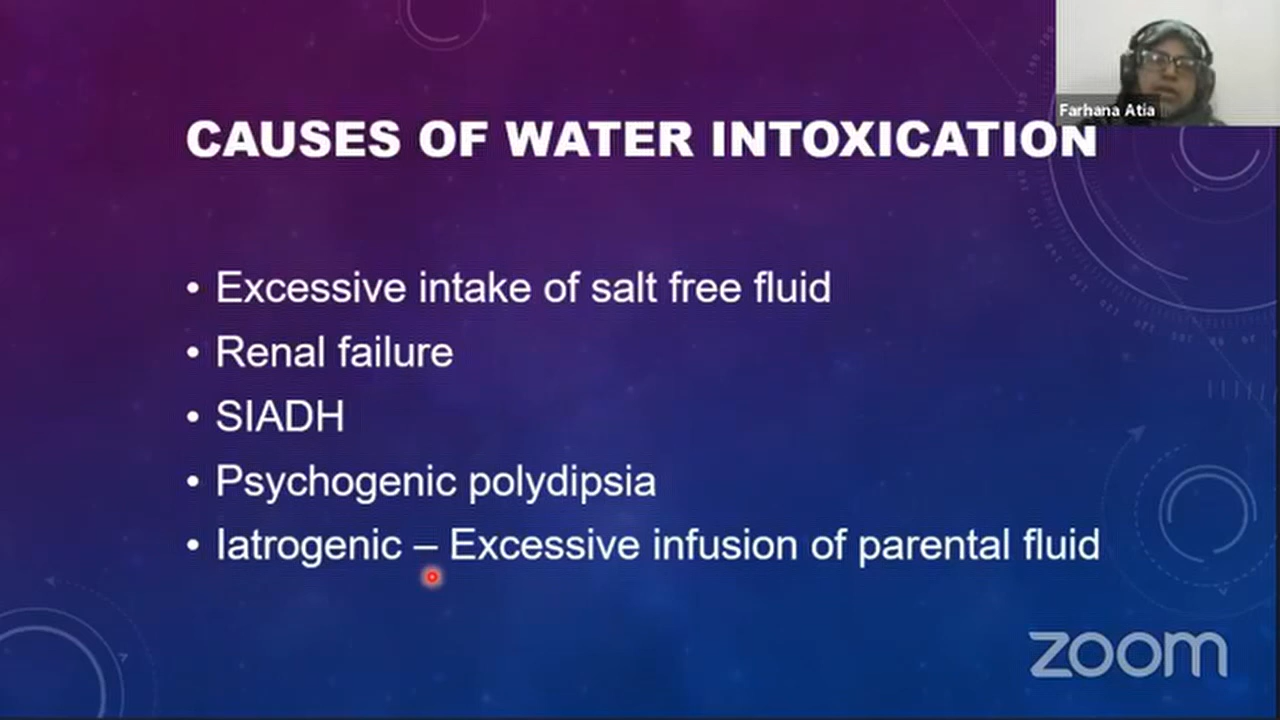 Farhana Atia
CAUSES OF WATER INTOXICATION
• Excessive intake of salt free fluid
• Renal failure
• SIADH
• Psychogenic polydipsia
• Iatrogenic – Excessive infusion of parental fluid
zoom